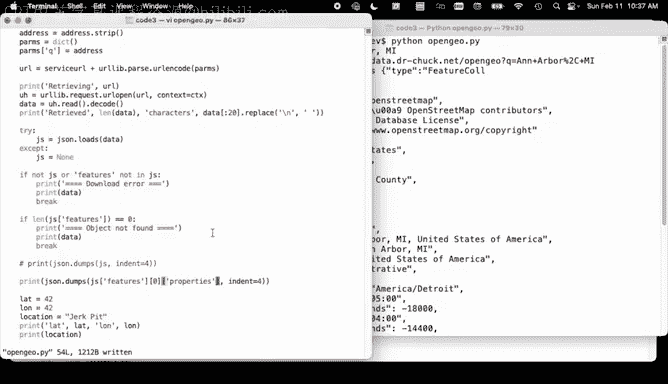 Terminal Shell Edit View Window Help
Sun Feb 11 10:37 AM
code3 — vi opengeo.py — 86×37
address = address.strip()
parms = dict()
parms['q'] = address
url = serviceurl + urllib.parse.urlencode(parms)
print('Retrieving', url)
uh = urllib.request.urlopen(url, context=ctx)
data = uh.read().decode()
print('Retrieved', len(data), 'characters', data[:20].replace('\n', ' '))
try:
js = json.loads(data)
except:
js = None
if not js or 'features' not in js:
print('==== Download error ===')
print(data)
break
if len(js['features']) == 0:
print('==== Object not found ====')
print(data)
break
# print(json.dumps(js, indent=4))
print(json.dumps(js['features'][0]['properties'], indent=4))
lat = 42
lon = 42
location = "Jerk Pit"
print('lat', lat, 'lon', lon)
print(location)
"opengeo.py" 54L, 1212B written
code3 — Python opengeo.py — 79×30
$ python opengeo.py
r, MI
data.dr-chuck.net/opengeo?q=Ann+Arbor%2C+MI
s {"type":"FeatureColl
openstreetmap",
\u00a9 OpenStreetMap contributors",
Database License",
www.openstreetmap.org/copyright"
tates",
County",
bor, MI, United States of America",
n Arbor, MI",
United States of America",
trative",
"America/Detroit",
05:00",
nds": -18000,
04:00",
onds": -14400,